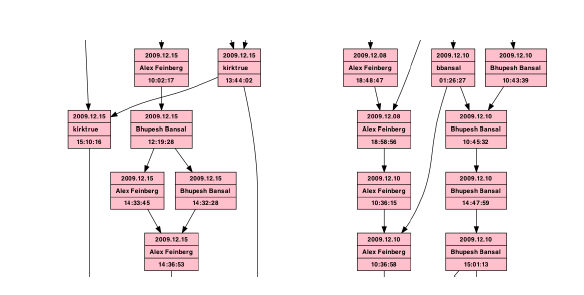 2009.12.15
Alex Feinberg
10:02:17
2009.12.15
kirktrue
13:44:02
2009.12.08
Alex Feinberg
18:48:47
2009.12.10
bbansal
01:26:27
2009.12.10
Bhupesh Bansal
10:43:39
2009.12.15
kirktrue
15:10:16
2009.12.15
Bhupesh Bansal
12:19:28
2009.12.08
Alex Feinberg
18:58:56
2009.12.10
Bhupesh Bansal
10:45:32
2009.12.15
Alex Feinberg
14:33:45
2009.12.15
Bhupesh Bansal
14:32:28
2009.12.10
Alex Feinberg
10:36:15
2009.12.10
Bhupesh Bansal
14:47:59
2009.12.15
Alex Feinberg
14:36:53
2009.12.10
Alex Feinberg
10:36:58
2009.12.10
Bhupesh Bansal
15:01:13